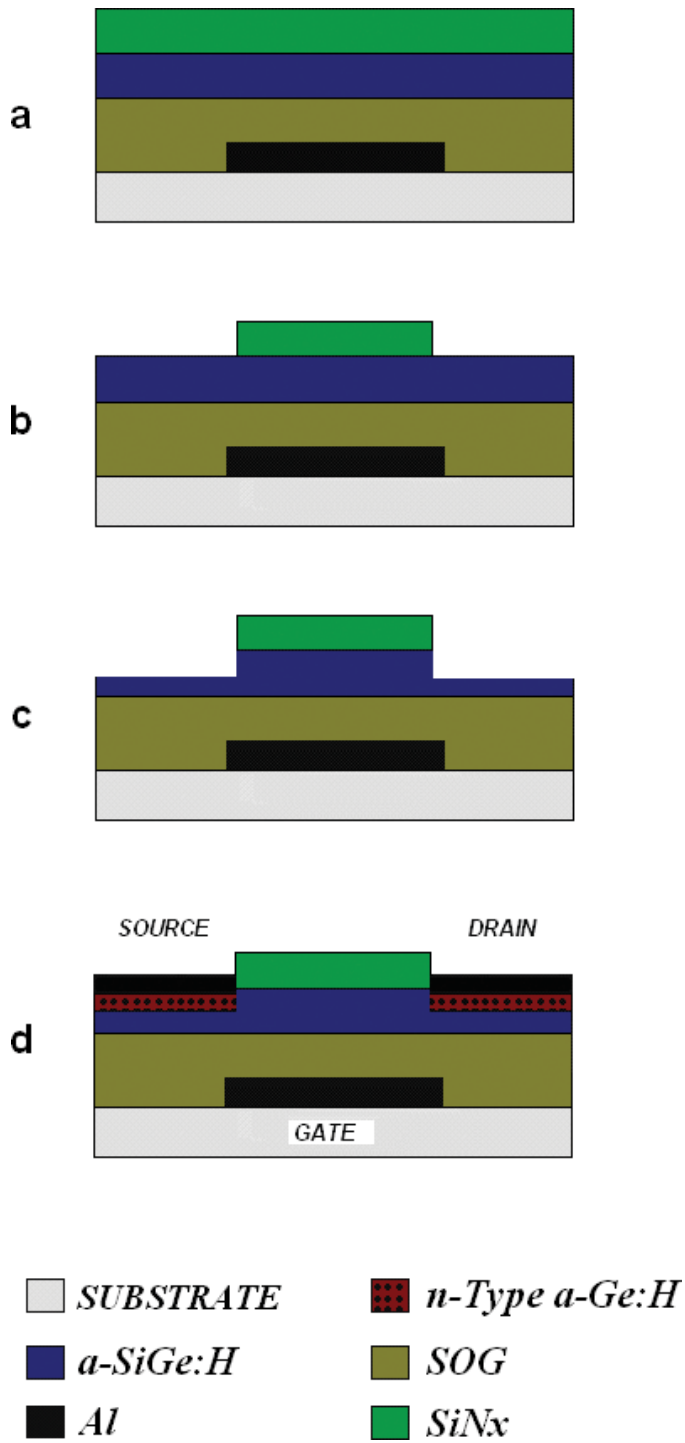 a
b
c
SOURCE
DRAIN
d
GATE
SUBSTRATE
n-Type a-Ge:H
a-SiGe:H
SOG
Al
SiNx